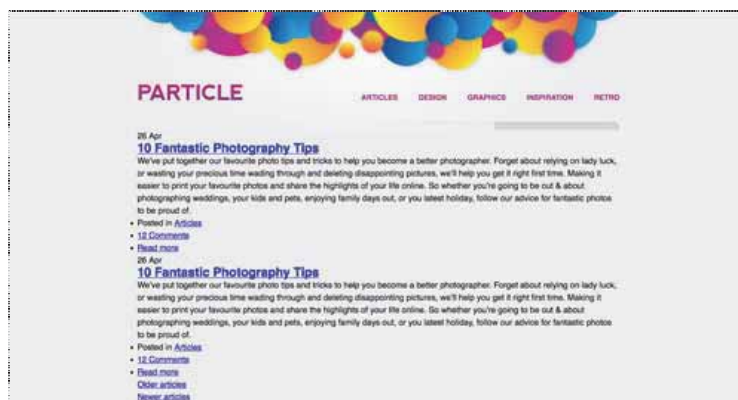 PARTICLE
ARTICLES DESIGN GRAPHICS INSPIRATION RETRO
26 Apr
10 Fantastic Photography Tips
We've put together our favourite photo tips and tricks to help you become a better photographer. Forget about relying on lady luck,
or wasting your precious time wading through and deleting disappointing pictures, we'll help you get it right first time. Making it
easier to print your favourite photos and share the highlights of your life online. So whether you're going to be out & about
photographing weddings, your kids and pets, enjoying family days out, or you latest holiday, follow our advice for fantastic photos
to be proud of.
• Posted in Articles
• 12 Comments
• Read more
26 Apr
10 Fantastic Photography Tips
We've put together our favourite photo tips and tricks to help you become a better photographer. Forget about relying on lady luck,
or wasting your precious time wading through and deleting disappointing pictures, we'll help you get it right first time. Making it
easier to print your favourite photos and share the highlights of your life online. So whether you're going to be out & about
photographing weddings, your kids and pets, enjoying family days out, or you latest holiday, follow our advice for fantastic photos
to be proud of.
• Posted in Articles
• 12 Comments
• Read more
Older articles
Newer articles